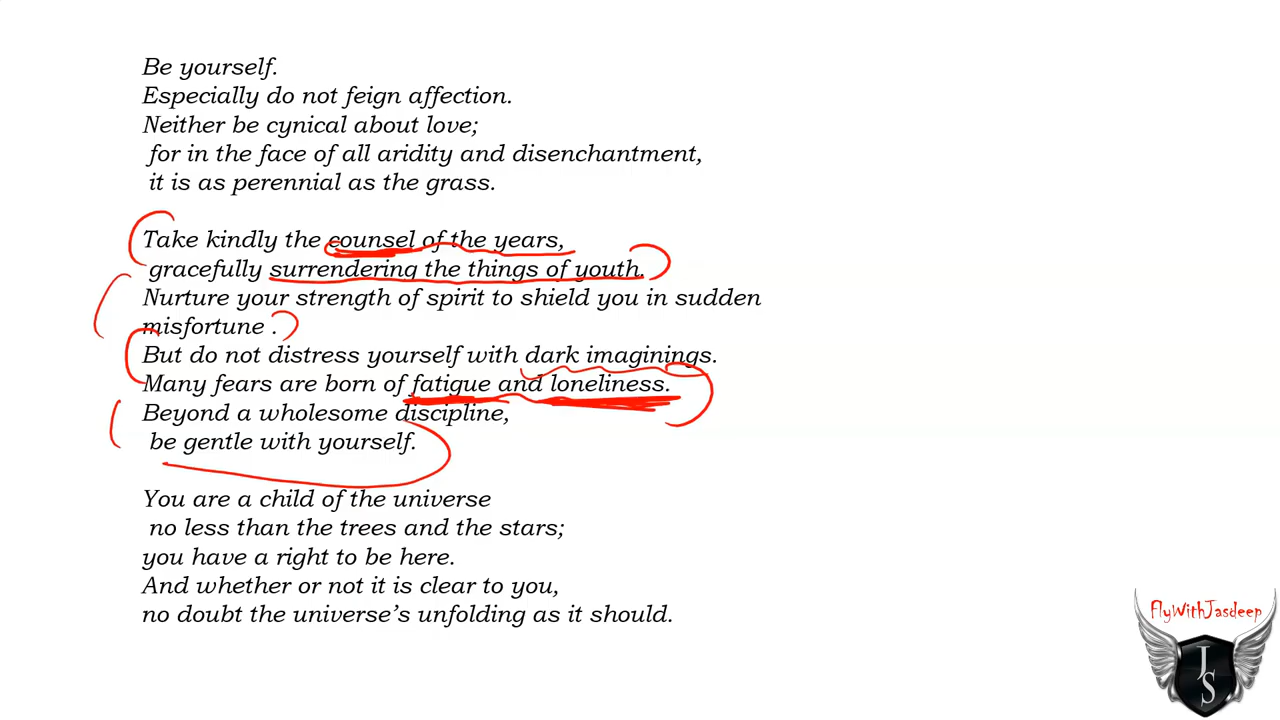 Be yourself.
Especially do not feign affection.
Neither be cynical about love;
for in the face of all aridity and disenchantment,
it is as perennial as the grass.
Take kindly the counsel of the years,
gracefully surrendering the things of youth.
Nurture your strength of spirit to shield you in sudden
misfortune .
But do not distress yourself with dark imaginings.
Many fears are born of fatigue and loneliness.
Beyond a wholesome discipline,
be gentle with yourself.
You are a child of the universe
no less than the trees and the stars;
you have a right to be here.
And whether or not it is clear to you,
no doubt the universe's unfolding as it should.
FlyWithJasdeep
JS